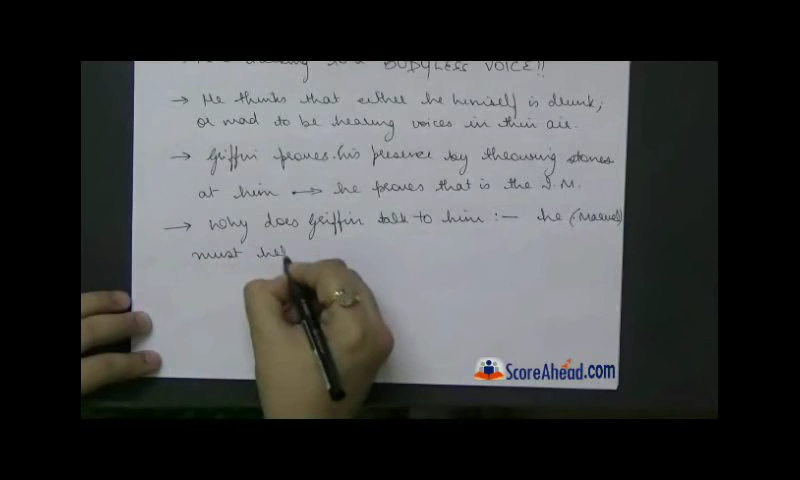 BODYLESS VOICE!!
→ He thinks that either he himself is drunk,
or mad to be hearing voices in thin air.
→ Griffin proves his presence by throwing stones
at him → he proves that is the I.M.
→ Why does Griffin talk to him :- he (Marvel)
must hel
ScoreAhead.com